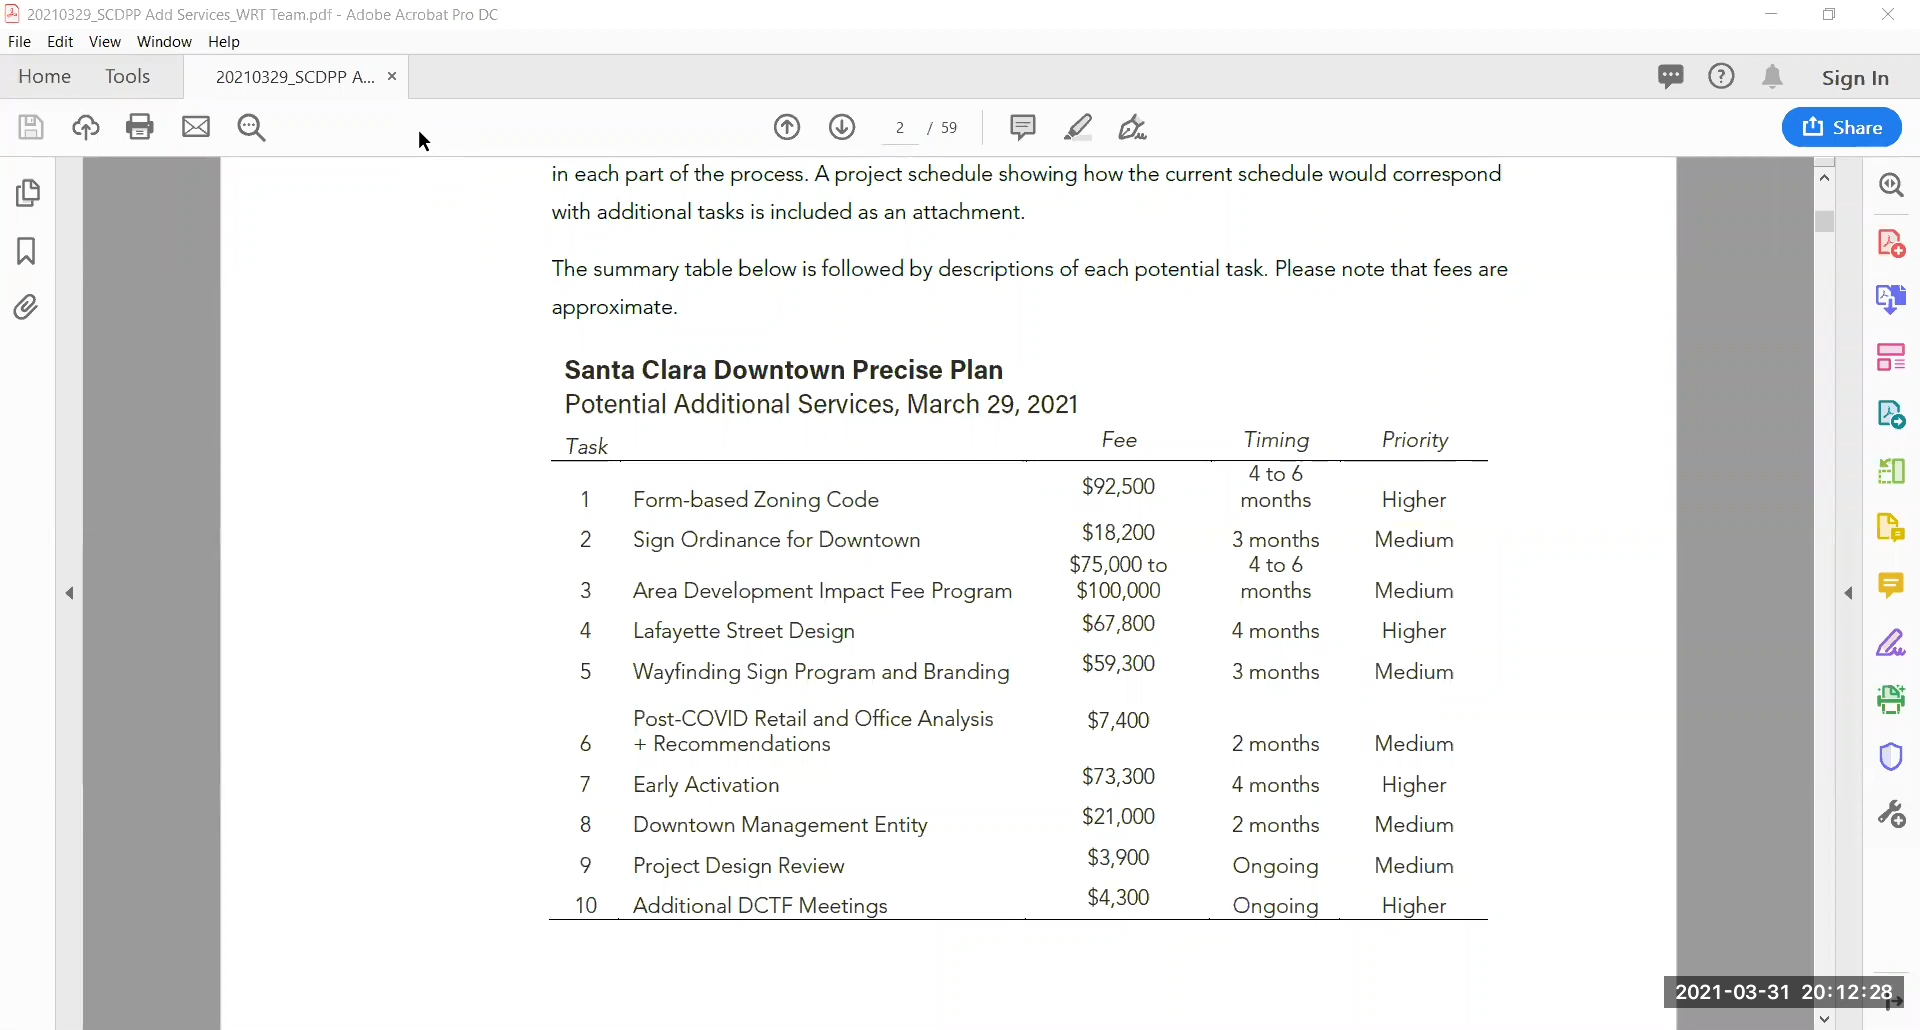 20210329_SCDPP Add Services_WRT Team.pdf - Adobe Acrobat Pro DC
File Edit View Window Help
Home Tools 20210329_SCDPP A... × Sign In
2 / 59 Share
in each part of the process. A project schedule showing how the current schedule would correspond
with additional tasks is included as an attachment.
The summary table below is followed by descriptions of each potential task. Please note that fees are
approximate.
Santa Clara Downtown Precise Plan
Potential Additional Services, March 29, 2021
Task Fee Timing Priority
1 Form-based Zoning Code $92,500 4 to 6 months Higher
2 Sign Ordinance for Downtown $18,200 3 months Medium
3 Area Development Impact Fee Program $75,000 to $100,000 4 to 6 months Medium
4 Lafayette Street Design $67,800 4 months Higher
5 Wayfinding Sign Program and Branding $59,300 3 months Medium
6 Post-COVID Retail and Office Analysis + Recommendations $7,400 2 months Medium
7 Early Activation $73,300 4 months Higher
8 Downtown Management Entity $21,000 2 months Medium
9 Project Design Review $3,900 Ongoing Medium
10 Additional DCTF Meetings $4,300 Ongoing Higher
2021-03-31 20:12:28